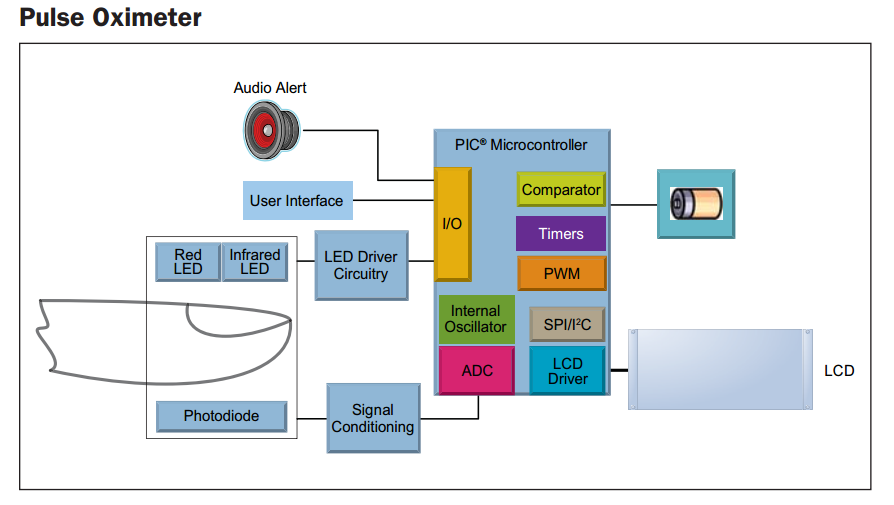 Pulse Oximeter
Audio Alert
PIC® Microcontroller
User Interface
I/O
Comparator
Timers
PWM
Red
LED
Infrared
LED
LED Driver
Circuitry
Internal
Oscillator
SPI/I²C
ADC
LCD
Driver
LCD
Photodiode
Signal
Conditioning